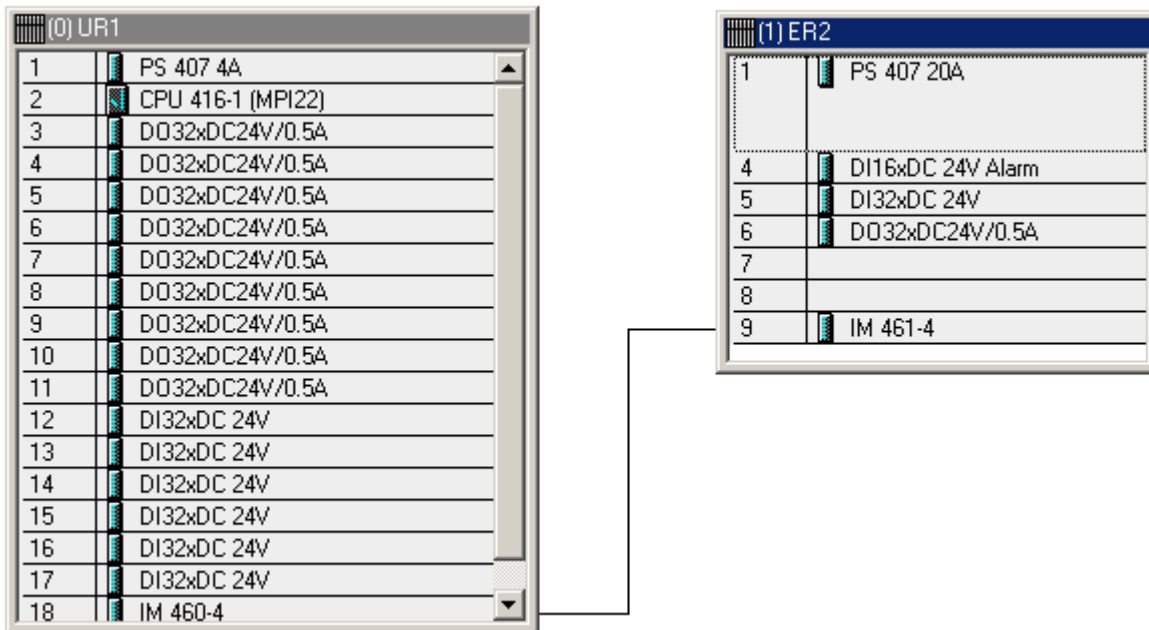 (0) UR1
1 PS 407 4A
2 CPU 416-1 (MPI22)
3 DO32xDC24V/0.5A
4 DO32xDC24V/0.5A
5 DO32xDC24V/0.5A
6 DO32xDC24V/0.5A
7 DO32xDC24V/0.5A
8 DO32xDC24V/0.5A
9 DO32xDC24V/0.5A
10 DO32xDC24V/0.5A
11 DO32xDC24V/0.5A
12 DI32xDC 24V
13 DI32xDC 24V
14 DI32xDC 24V
15 DI32xDC 24V
16 DI32xDC 24V
17 DI32xDC 24V
18 IM 460-4
(1) ER2
1 PS 407 20A
4 DI16xDC 24V Alarm
5 DI32xDC 24V
6 DO32xDC24V/0.5A
7
8
9 IM 461-4